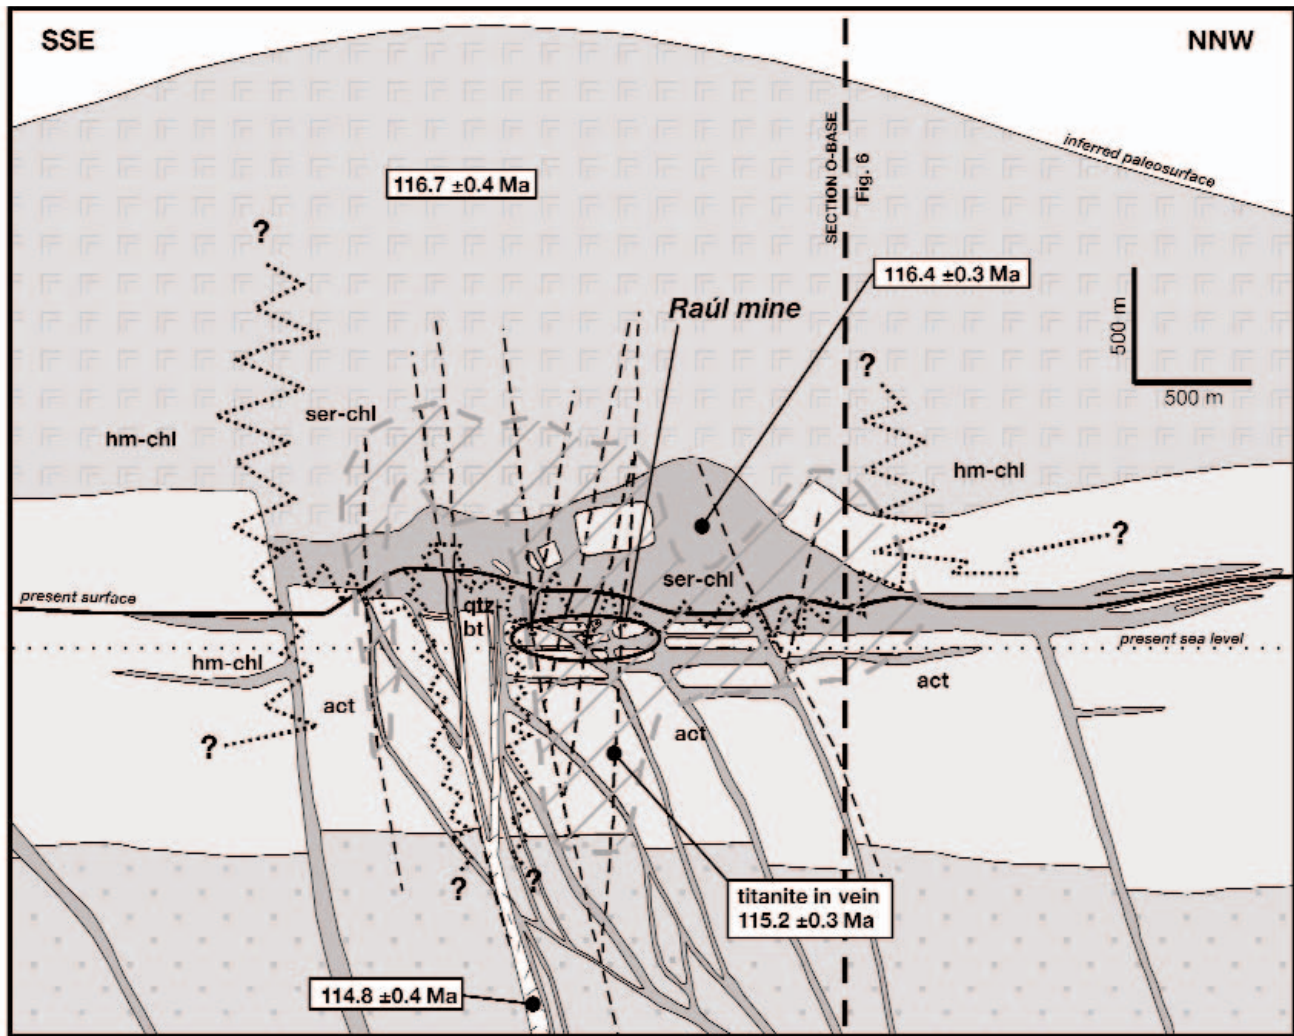 SSE
NNW
inferred paleosurface
SECTION O-BASE
Fig. 6
116.7 ±0.4 Ma
?
116.4 ±0.3 Ma
Raúl mine
500 m
500 m
?
ser-chl
hm-chl
hm-chl
?
ser-chl
present surface
qtz
bt
present sea level
hm-chl
act
act
act
?
?
?
titanite in vein
115.2 ±0.3 Ma
114.8 ±0.4 Ma